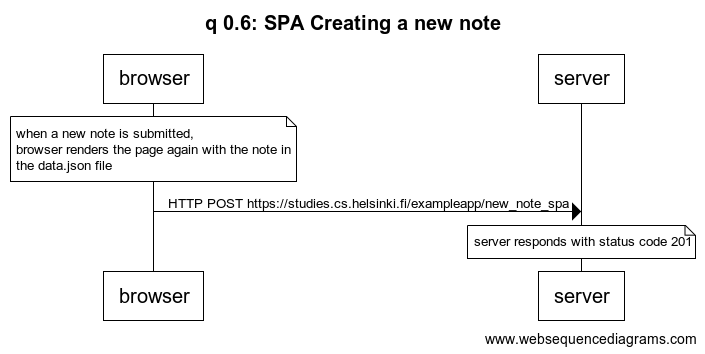 q 0.6: SPA Creating a new note
browser
server
when a new note is submitted,
browser renders the page again with the note in
the data.json file
HTTP POST https://studies.cs.helsinki.fi/exampleapp/new_note_spa
server responds with status code 201
browser
server
www.websequencediagrams.com